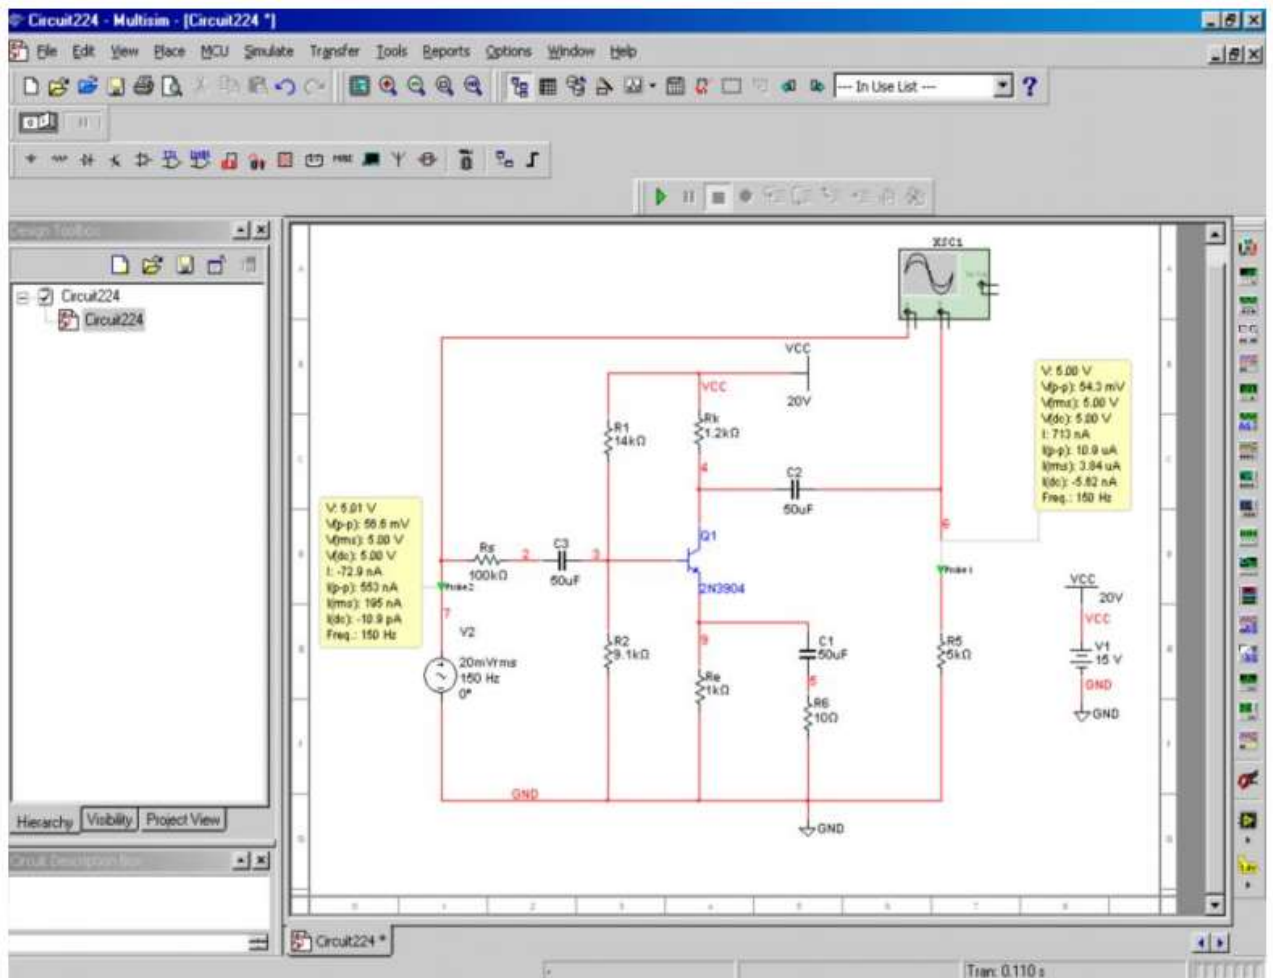 Circuit224 - Multisim - [Circuit224 *]
File Edit View Place MCU Simulate Transfer Tools Reports Options Window Help
--- In Use List ---
Design Toolbox
Circuit224
Circuit224
Hierarchy Visibility Project View
Circuit Description Box
XSC1
VCC
VCC
20V
R1
14kΩ
Rk
1.2kΩ
4
C2
50uF
V: 5.00 V
V(p-p): 54.3 mV
V(rms): 5.00 V
V(dc): 5.00 V
I: 713 nA
I(p-p): 10.9 uA
I(rms): 3.84 uA
I(dc): -5.62 nA
Freq.: 150 Hz
V: 5.01 V
V(p-p): 56.6 mV
V(rms): 5.00 V
V(dc): 5.00 V
I: -72.9 nA
I(p-p): 553 nA
I(rms): 195 nA
I(dc): -10.9 pA
Freq.: 150 Hz
Rs
100kΩ
2
C3
50uF
3
Q1
2N3904
6
Probe2
Probe1
7
V2
20mVrms
150 Hz
0°
R2
9.1kΩ
9
Re
1kΩ
C1
50uF
5
R6
10Ω
R5
5kΩ
VCC
20V
VCC
V1
15 V
GND
GND
GND
GND
Circuit224 *
Tran: 0.110 s